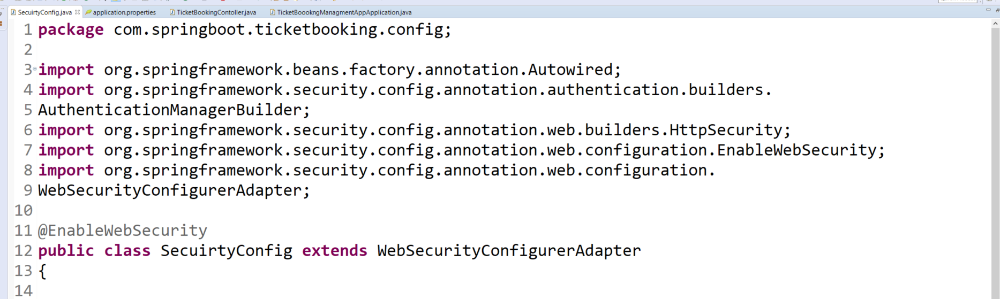 SecuirtyConfig.java
application.properties
TicketBookingContoller.java
TicketBoookngManagmentAppApplication.java
1 package com.springboot.ticketbooking.config;
2
3 import org.springframework.beans.factory.annotation.Autowired;
4 import org.springframework.security.config.annotation.authentication.builders.
5 AuthenticationManagerBuilder;
6 import org.springframework.security.config.annotation.web.builders.HttpSecurity;
7 import org.springframework.security.config.annotation.web.configuration.EnableWebSecurity;
8 import org.springframework.security.config.annotation.web.configuration.
9 WebSecurityConfigurerAdapter;
10
11 @EnableWebSecurity
12 public class SecuirtyConfig extends WebSecurityConfigurerAdapter
13 {
14